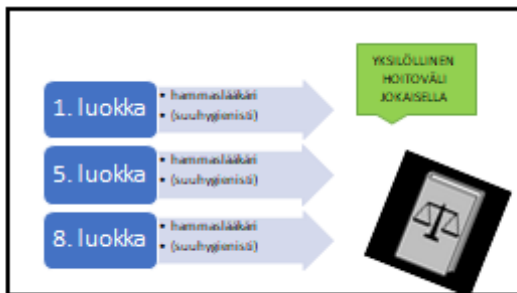 1. luokka
• hammaslääkäri
• (suuhygienisti)
5. luokka
• hammaslääkäri
• (suuhygienisti)
8. luokka
• hammaslääkäri
• (suuhygienisti)
YKSILÖLLINEN
HOITOVÄLI
JOKAISELLA